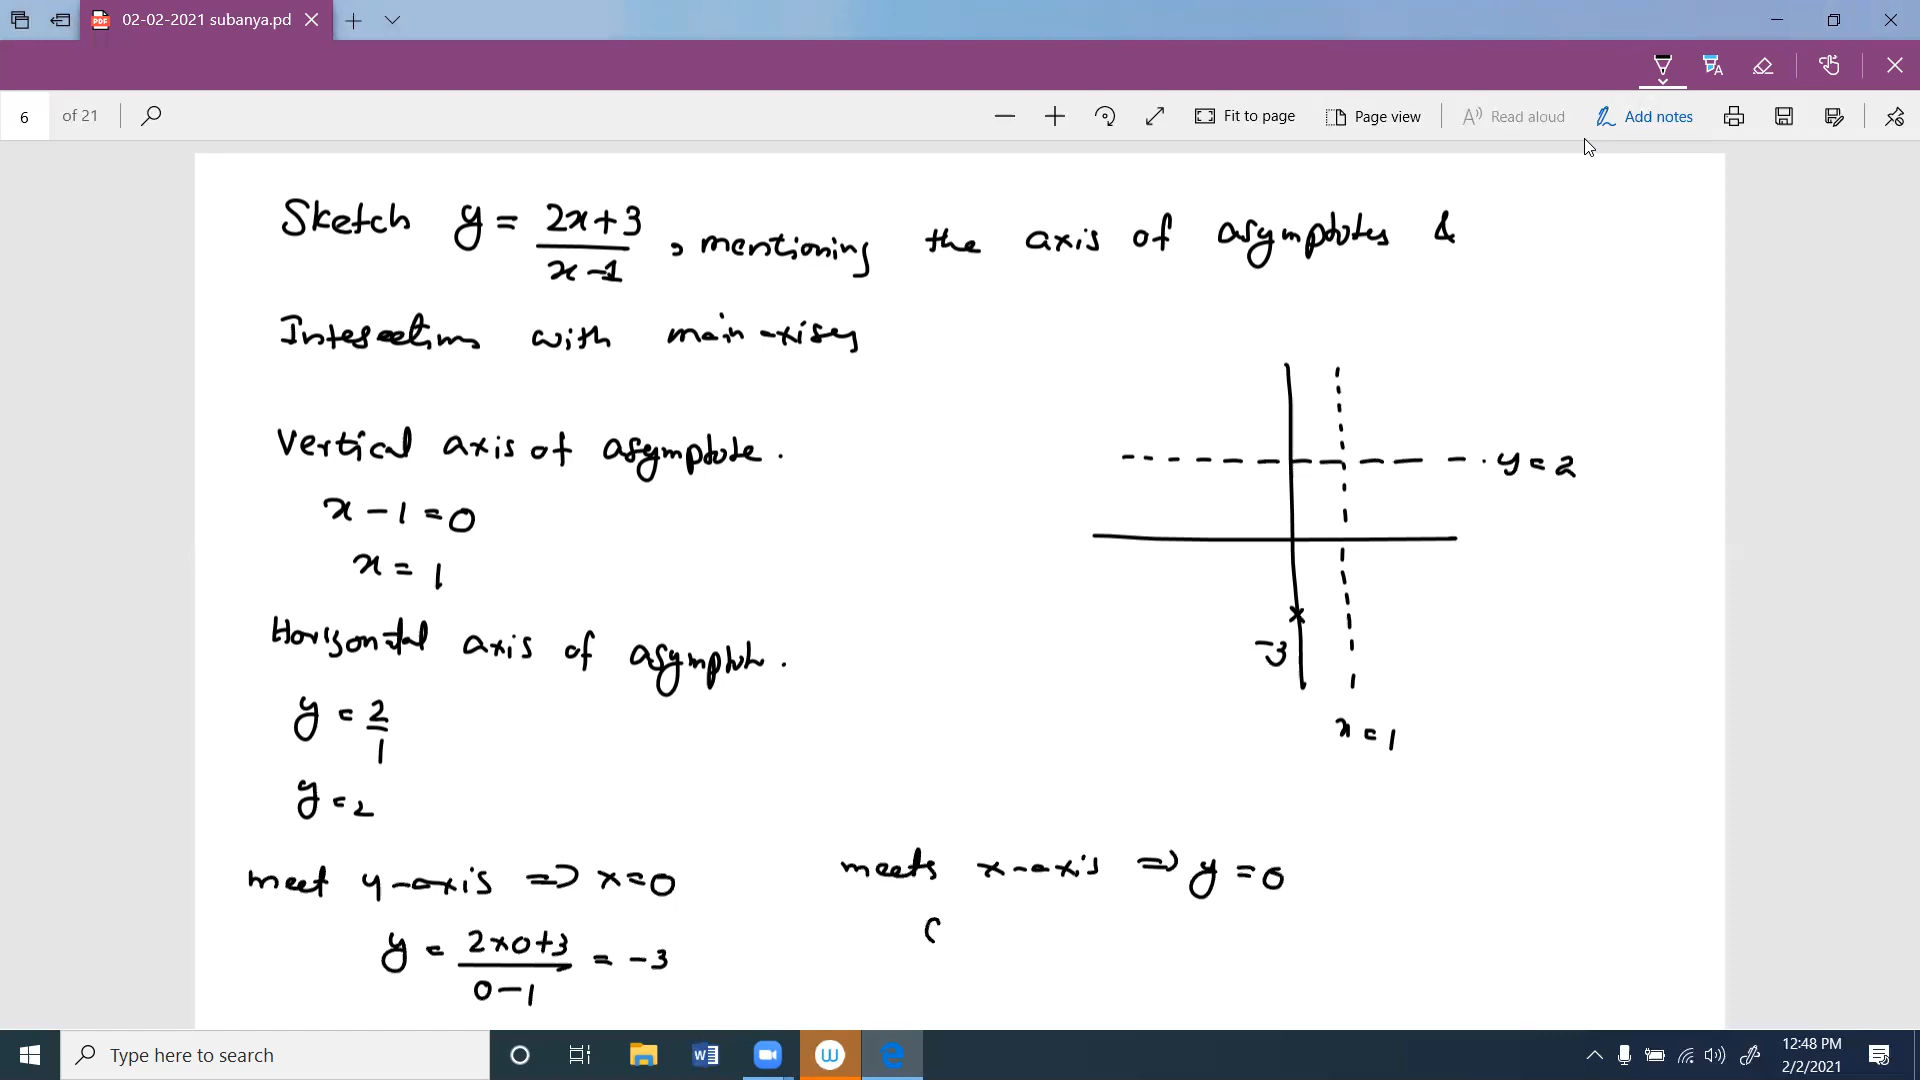 02-02-2021 subanya.pd
6 of 21
Fit to page
Page view
Read aloud
Add notes
Sketch y = 2x+3 / x-1 , mentioning the axis of asymptotes &
with main
Vertical axis of asymptote.
x - 1 = 0
x = 1
Horizontal axis of
y = 2/1
y = 2
meet y-axis ⇒ x=0
y = 2×0+3 / 0-1 = -3
meets x-axis ⇒ y = 0
(
y = 2
-3
x = 1
Type here to search
12:48 PM
2/2/2021